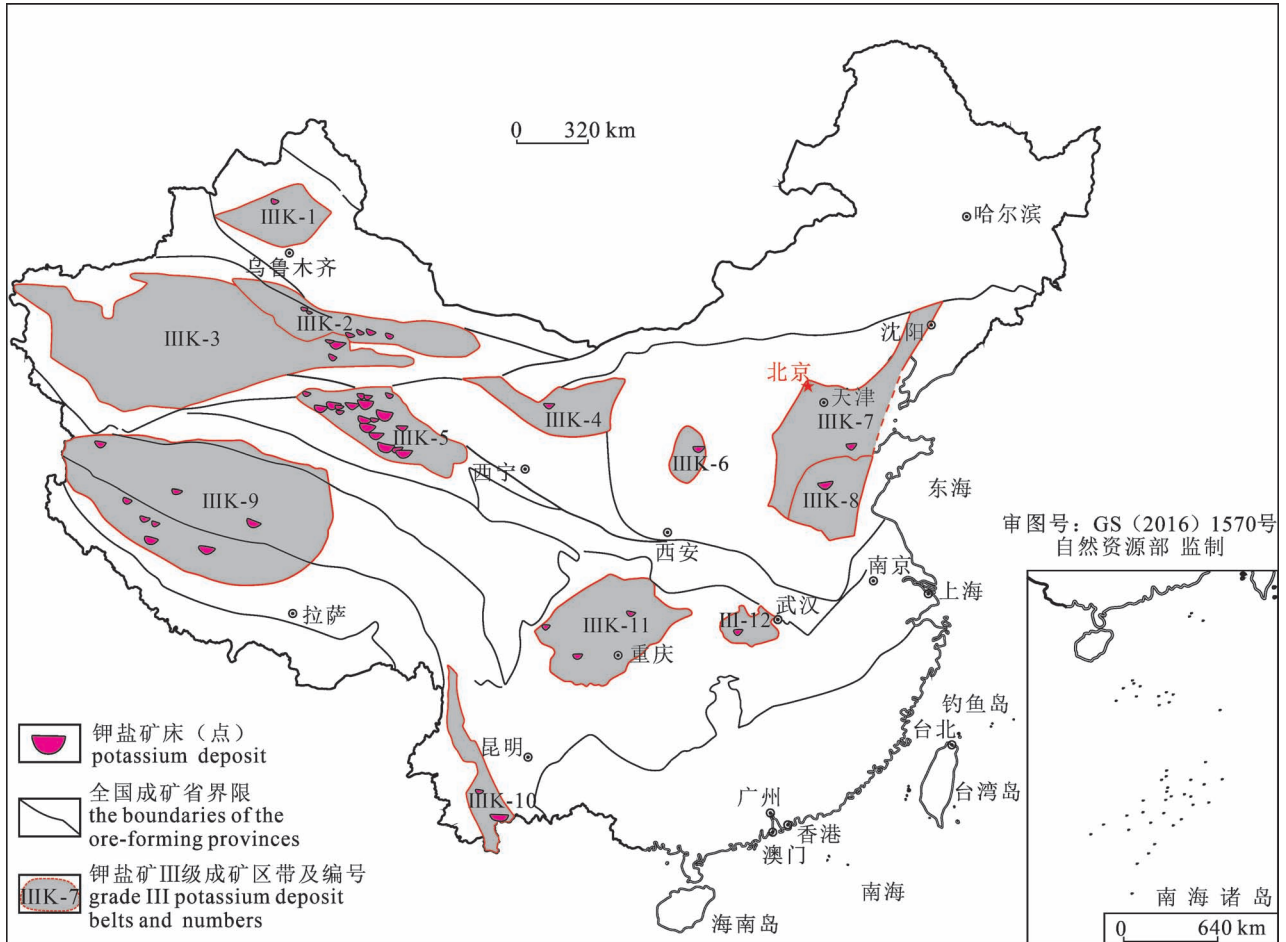 0 320 km
哈尔滨
IIIK-1
乌鲁木齐
IIIK-2
IIIK-3
沈阳
北京
天津
IIIK-7
IIIK-4
IIIK-5
IIIK-6
西宁
IIIK-8
IIIK-9
东海
审图号：GS（2016）1570号
自然资源部 监制
西安
南京
上海
武汉
III-12
拉萨
IIIK-11
重庆
钓鱼岛
台北
昆明
台湾岛
广州
香港
澳门
IIIK-10
南海
海南岛
钾盐矿床（点）
potassium deposit
全国成矿省界限
the boundaries of the
ore-forming provinces
IIIK-7
钾盐矿III级成矿区带及编号
grade III potassium deposit
belts and numbers
南海诸岛
0 640 km